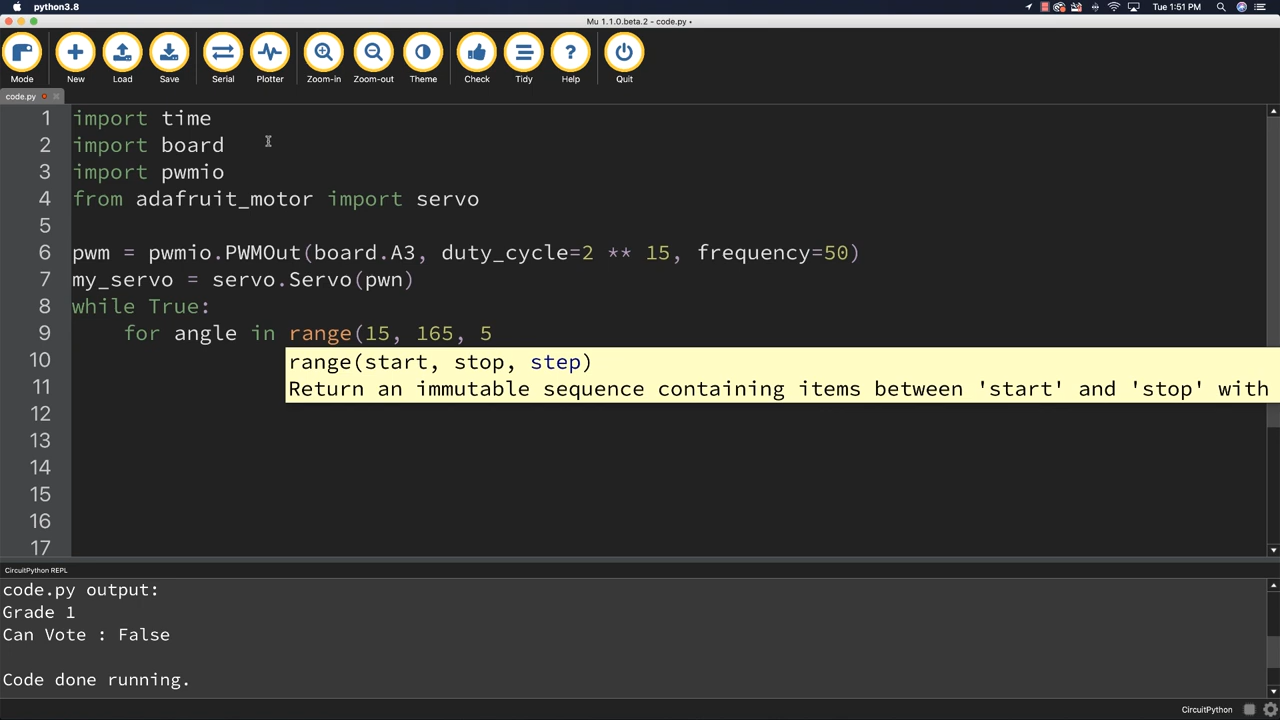 python3.8
Tue 1:51 PM
Mu 1.1.0.beta.2 - code.py •
Mode New Load Save Serial Plotter Zoom-in Zoom-out Theme Check Tidy Help Quit
code.py
1 import time
2 import board
3 import pwmio
4 from adafruit_motor import servo
5
6 pwm = pwmio.PWMOut(board.A3, duty_cycle=2 ** 15, frequency=50)
7 my_servo = servo.Servo(pwn)
8 while True:
9 for angle in range(15, 165, 5
10 range(start, stop, step)
11 Return an immutable sequence containing items between 'start' and 'stop' with
12
13
14
15
16
17
CircuitPython REPL
code.py output:
Grade 1
Can Vote : False
Code done running.
CircuitPython